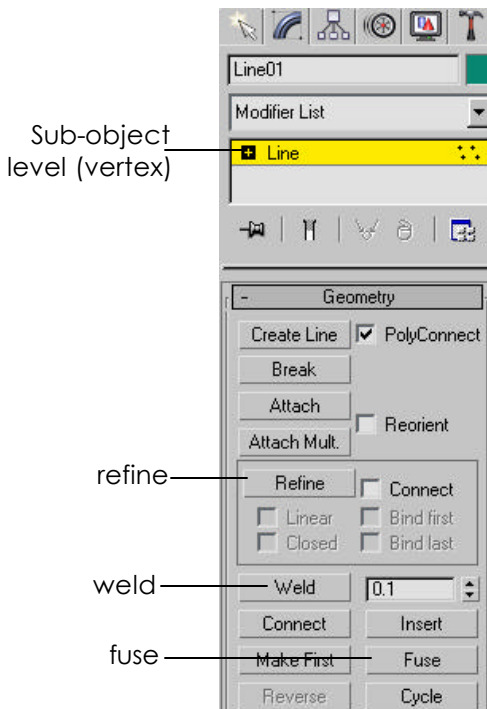 Line01
Modifier List
Sub-object
level (vertex)
Line
- Geometry
Create Line PolyConnect
Break
Attach
Reorient
Attach Mult.
refine
Refine Connect
Linear Bind first
Closed Bind last
weld
Weld 0.1
Connect Insert
fuse
Make First Fuse
Reverse Cycle